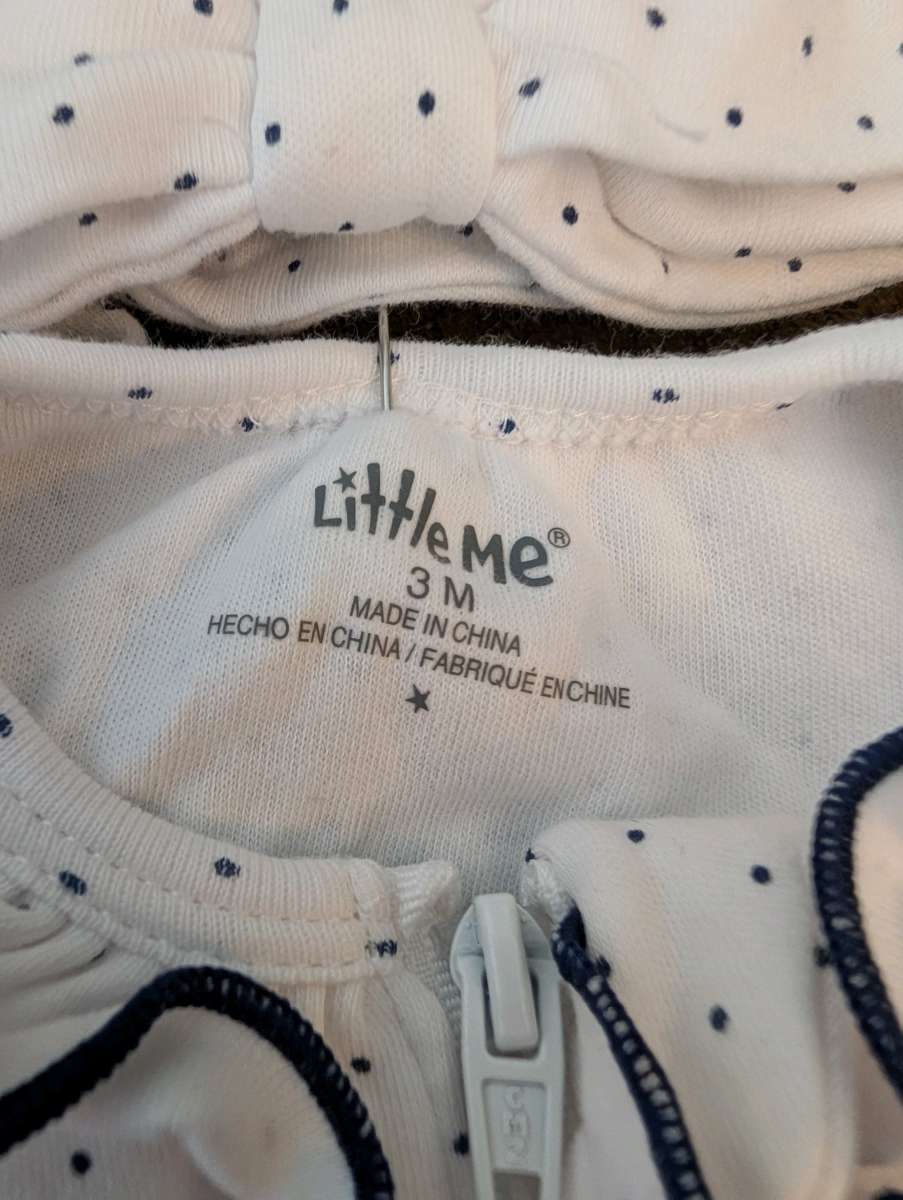 Little Me®
3 M
MADE IN CHINA
HECHO EN CHINA / FABRIQUÉ EN CHINE